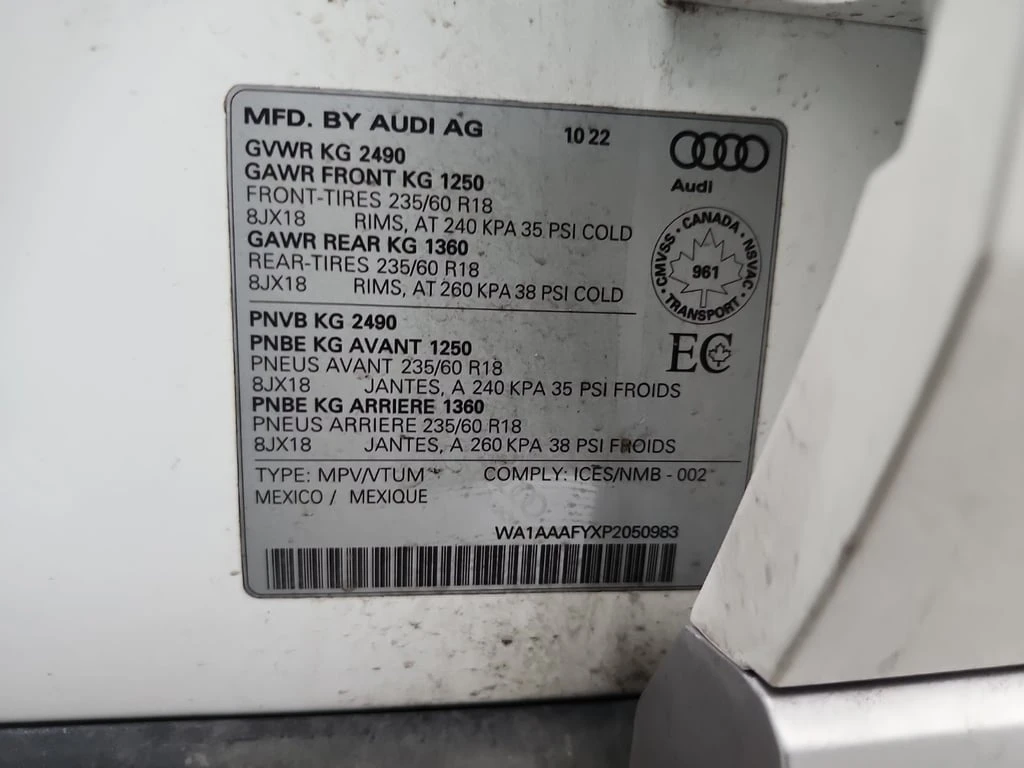 MFD. BY AUDI AG 10 22
GVWR KG 2490
GAWR FRONT KG 1250
FRONT-TIRES 235/60 R18
8JX18 RIMS, AT 240 KPA 35 PSI COLD
GAWR REAR KG 1360
REAR-TIRES 235/60 R18
8JX18 RIMS, AT 260 KPA 38 PSI COLD
Audi
CANADA · NSVAC · TRANSPORT · CMVSS ·
961
EC
PNVB KG 2490
PNBE KG AVANT 1250
PNEUS AVANT 235/60 R18
8JX18 JANTES, A 240 KPA 35 PSI FROIDS
PNBE KG ARRIERE 1360
PNEUS ARRIERE 235/60 R18
8JX18 JANTES, A 260 KPA 38 PSI FROIDS
TYPE: MPV/VTUM COMPLY: ICES/NMB - 002
MEXICO / MEXIQUE
WA1AAAFYXP2050983